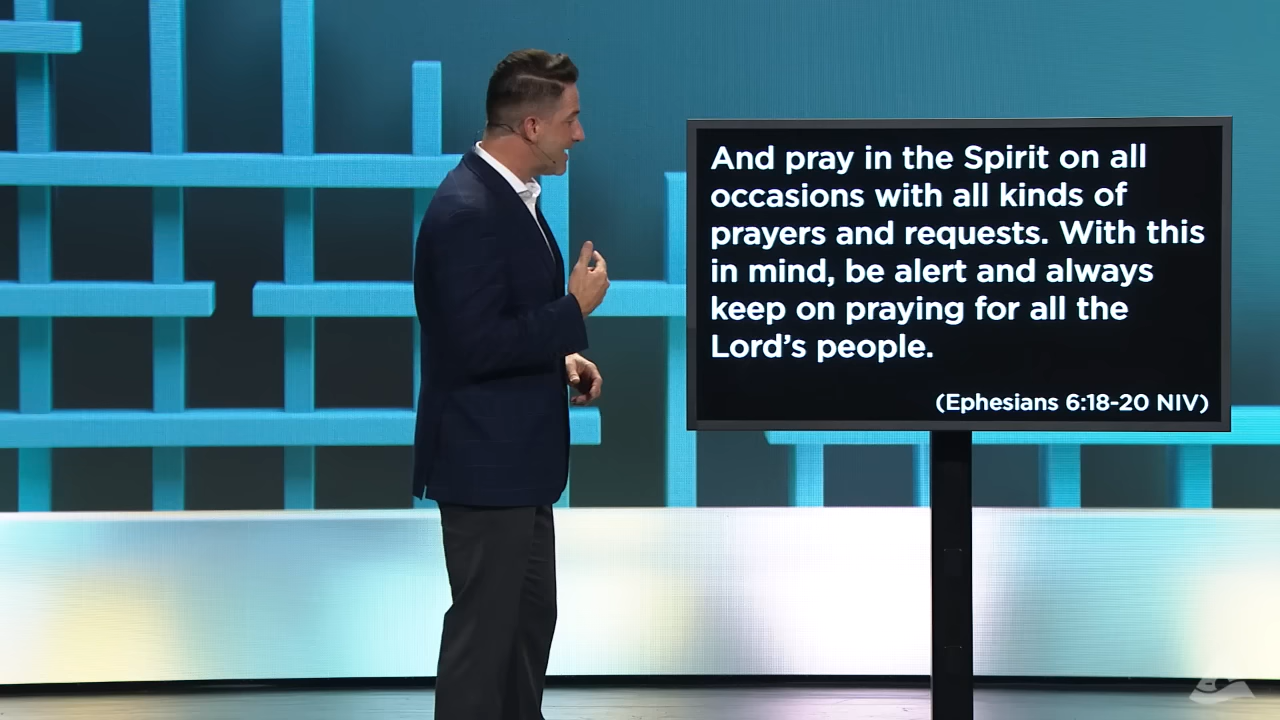 And pray in the Spirit on all
occasions with all kinds of
prayers and requests. With this
in mind, be alert and always
keep on praying for all the
Lord's people.
(Ephesians 6:18-20 NIV)